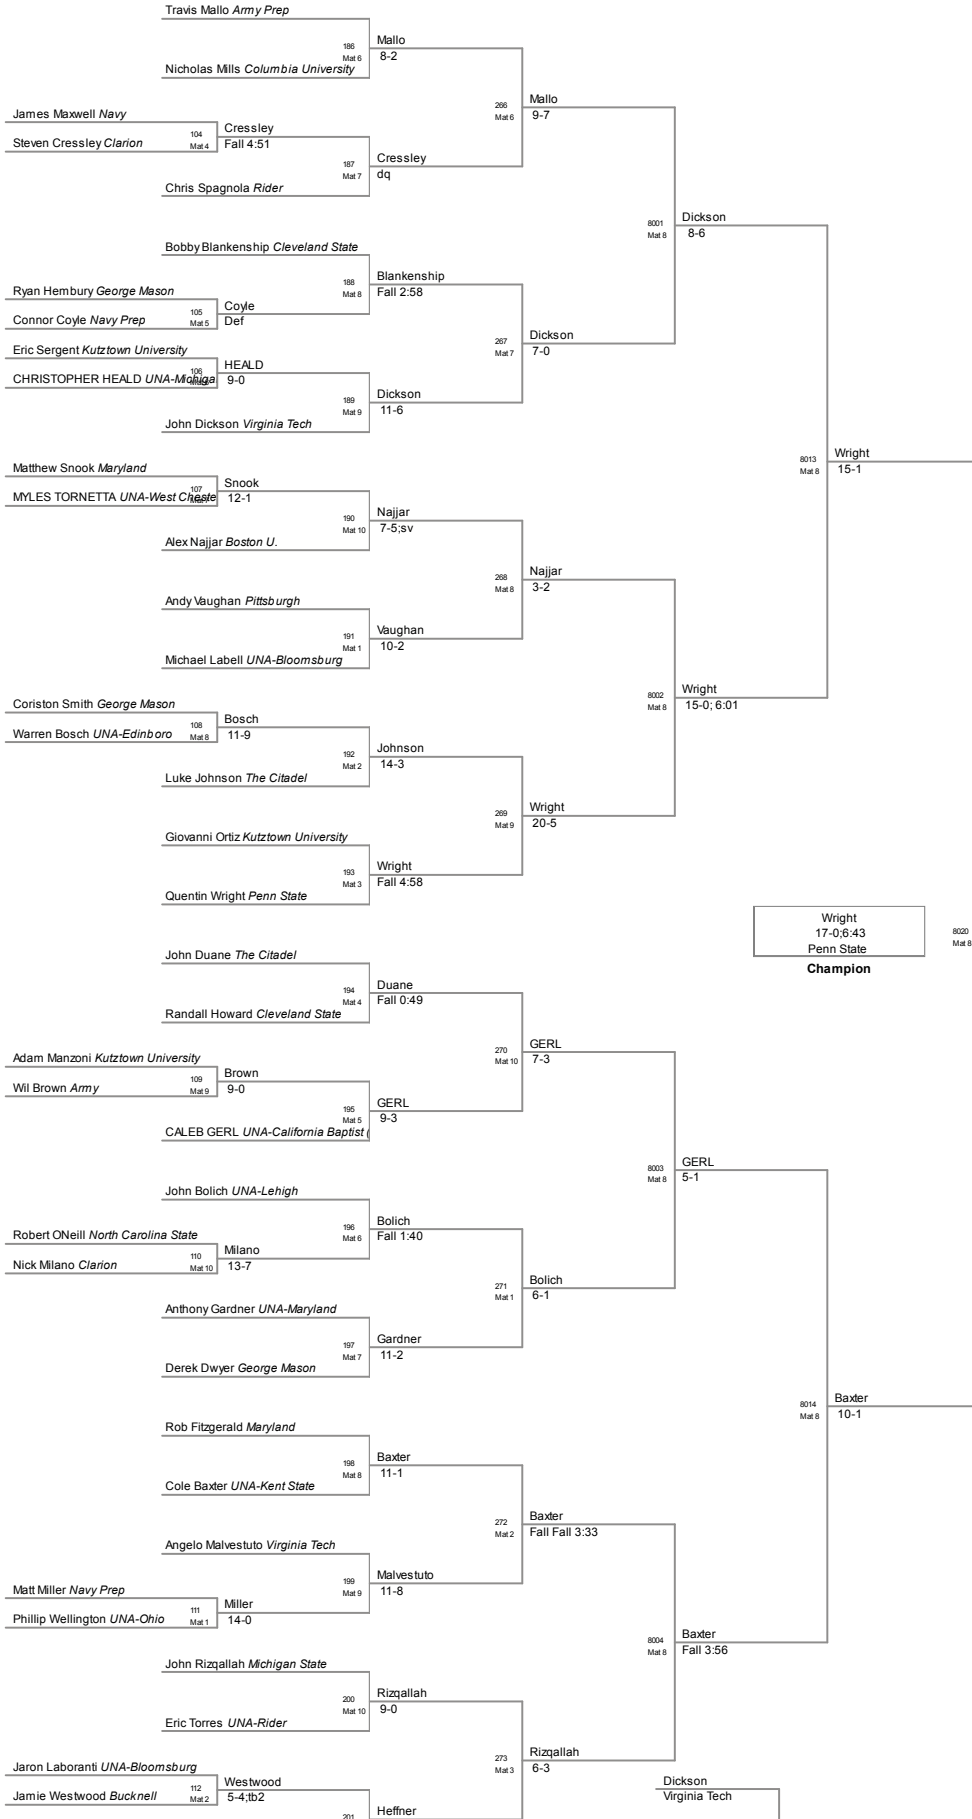 Travis Mallo Army Prep
186
Mat 6
Mallo
8-2
Nicholas Mills Columbia University
266
Mat 6
Mallo
9-7
James Maxwell Navy
104
Mat 4
Cressley
Fall 4:51
Steven Cressley Clarion
187
Mat 7
Cressley
dq
Chris Spagnola Rider
8001
Mat 8
Dickson
8-6
Bobby Blankenship Cleveland State
188
Mat 8
Blankenship
Fall 2:58
Ryan Hembury George Mason
105
Mat 5
Coyle
Def
Connor Coyle Navy Prep
267
Mat 7
Dickson
7-0
Eric Sergent Kutztown University
106
HEALD
9-0
CHRISTOPHER HEALD UNA-Michiga
189
Mat 9
Dickson
11-6
John Dickson Virginia Tech
8013
Mat 8
Wright
15-1
Matthew Snook Maryland
107
Snook
12-1
MYLES TORNETTA UNA-West Cheste
190
Mat 10
Najjar
7-5;sv
Alex Najjar Boston U.
268
Mat 8
Najjar
3-2
Andy Vaughan Pittsburgh
191
Mat 1
Vaughan
10-2
Michael Labell UNA-Bloomsburg
8002
Mat 8
Wright
15-0; 6:01
Coriston Smith George Mason
108
Mat 8
Bosch
11-9
Warren Bosch UNA-Edinboro
192
Mat 2
Johnson
14-3
Luke Johnson The Citadel
269
Mat 9
Wright
20-5
Giovanni Ortiz Kutztown University
193
Mat 3
Wright
Fall 4:58
Quentin Wright Penn State
Wright
17-0;6:43
Penn State
Champion
8020
Mat 8
John Duane The Citadel
194
Mat 4
Duane
Fall 0:49
Randall Howard Cleveland State
270
Mat 10
GERL
7-3
Adam Manzoni Kutztown University
109
Mat 9
Brown
9-0
Wil Brown Army
195
Mat 5
GERL
9-3
CALEB GERL UNA-California Baptist (
8003
Mat 8
GERL
5-1
John Bolich UNA-Lehigh
196
Mat 6
Bolich
Fall 1:40
Robert ONeill North Carolina State
110
Mat 10
Milano
13-7
Nick Milano Clarion
271
Mat 1
Bolich
6-1
Anthony Gardner UNA-Maryland
197
Mat 7
Gardner
11-2
Derek Dwyer George Mason
8014
Mat 8
Baxter
10-1
Rob Fitzgerald Maryland
198
Mat 8
Baxter
11-1
Cole Baxter UNA-Kent State
272
Mat 2
Baxter
Fall Fall 3:33
Angelo Malvestuto Virginia Tech
199
Mat 9
Malvestuto
11-8
Matt Miller Navy Prep
111
Mat 1
Miller
14-0
Phillip Wellington UNA-Ohio
8004
Mat 8
Baxter
Fall 3:56
John Rizqallah Michigan State
200
Mat 10
Rizqallah
9-0
Eric Torres UNA-Rider
273
Mat 3
Rizqallah
6-3
Jaron Laboranti UNA-Bloomsburg
112
Mat 2
Westwood
5-4;tb2
Jamie Westwood Bucknell
201
Heffner
Dickson
Virginia Tech